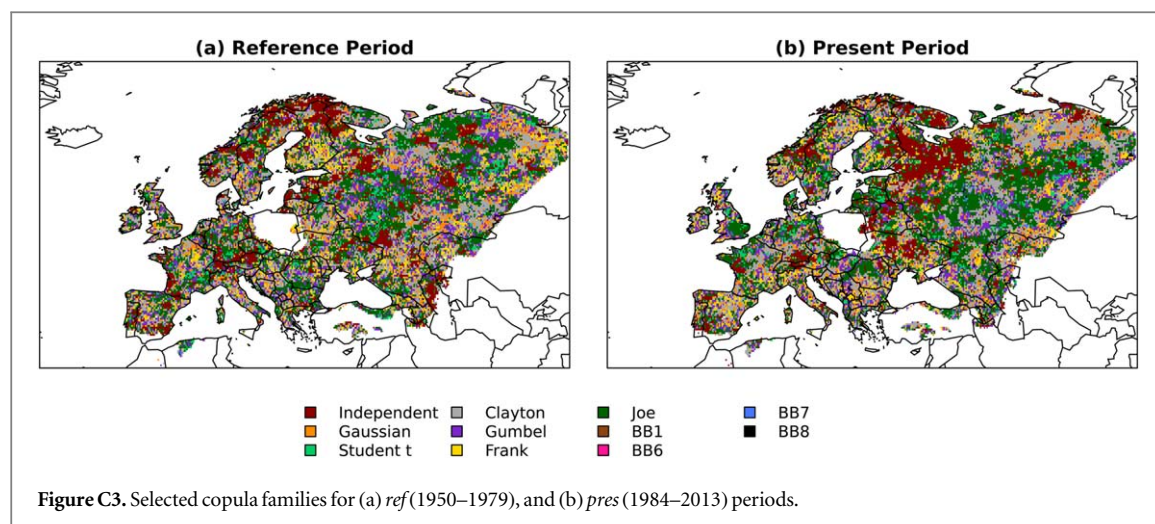 (a) Reference Period
(b) Present Period
Independent Clayton Joe BB7
Gaussian Gumbel BB1 BB8
Student t Frank BB6
Figure C3. Selected copula families for (a) ref (1950–1979), and (b) pres (1984–2013) periods.